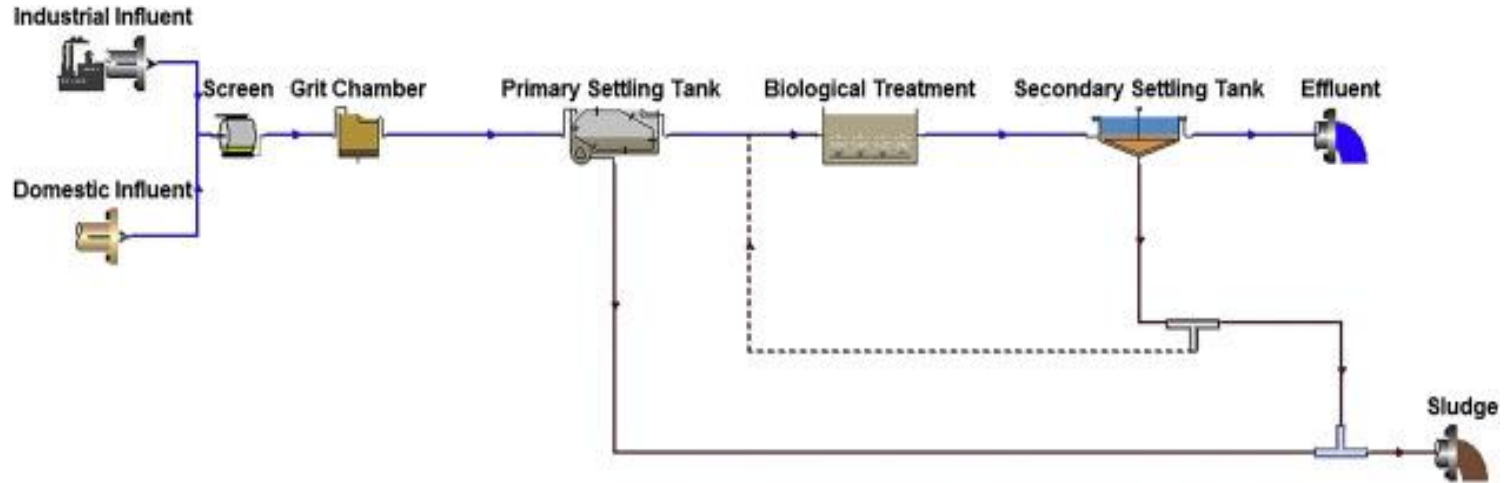 Industrial Influent
Screen
Grit Chamber
Primary Settling Tank
Biological Treatment
Secondary Settling Tank
Effluent
Domestic Influent
Sludge